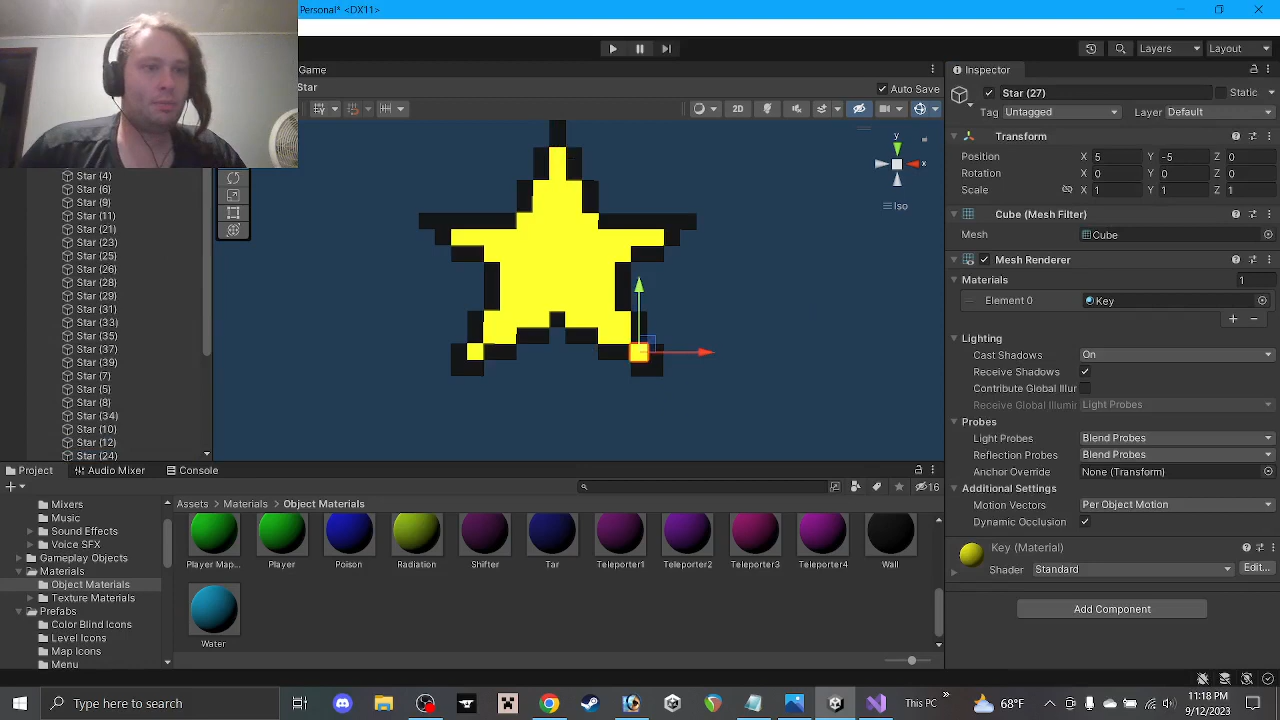 Personal* <DX11>
Layers
Layout
Game
Inspector
Star
Auto Save
Star (27)
Static
Tag Untagged Layer Default
2D
Transform
Position X 5 Y -5 Z 0
Rotation X 0 Y 0 Z 0
Scale X 1 Y 1 Z 1
y
x
Iso
Cube (Mesh Filter)
Mesh Cube
Mesh Renderer
Materials 1
Element 0 Key
Lighting
Cast Shadows On
Receive Shadows
Contribute Global Illur
Receive Global Illumin Light Probes
Probes
Light Probes Blend Probes
Reflection Probes Blend Probes
Anchor Override None (Transform)
Additional Settings
Motion Vectors Per Object Motion
Dynamic Occlusion
Key (Material)
Shader Standard Edit...
Add Component
Star (4)
Star (6)
Star (9)
Star (11)
Star (21)
Star (23)
Star (25)
Star (26)
Star (28)
Star (29)
Star (31)
Star (33)
Star (35)
Star (37)
Star (39)
Star (7)
Star (5)
Star (8)
Star (34)
Star (10)
Star (12)
Star (24)
Project Audio Mixer Console
16
Mixers
Music
Sound Effects
Voice SFX
Gameplay Objects
Materials
Object Materials
Texture Materials
Prefabs
Color Blind Icons
Level Icons
Map Icons
Menu
Assets > Materials > Object Materials
Player Map...
Player
Poison
Radiation
Shifter
Tar
Teleporter1
Teleporter2
Teleporter3
Teleporter4
Wall
Water
Type here to search
This PC
68°F
11:18 PM
9/12/2023